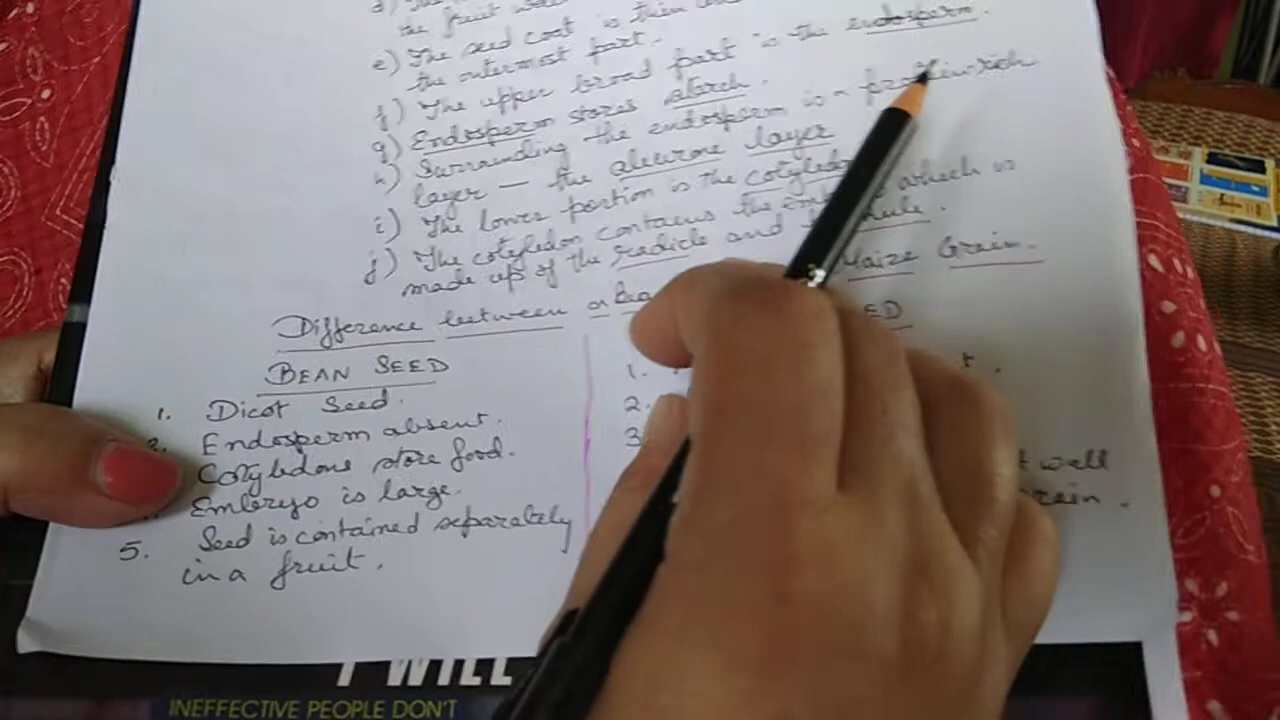 the fruit
e) The seed coat is
the outermost part.
f) The upper broad part is the endosperm.
g) Endosperm stores starch.
h) Surrounding the endosperm is a protein rich
layer — the aleurone layer
i) The lower portion is the
j) The cotyledon contains the which is
made up of the radicle and
Difference between Maize Grain.
BEAN SEED
1. Dicot Seed.
Endosperm absent.
Cotyledons store food.
Embryo is large.
5. Seed is contained separately
in a fruit.
1.
2.
3.
well
I WILL
INEFFECTIVE PEOPLE DON'T